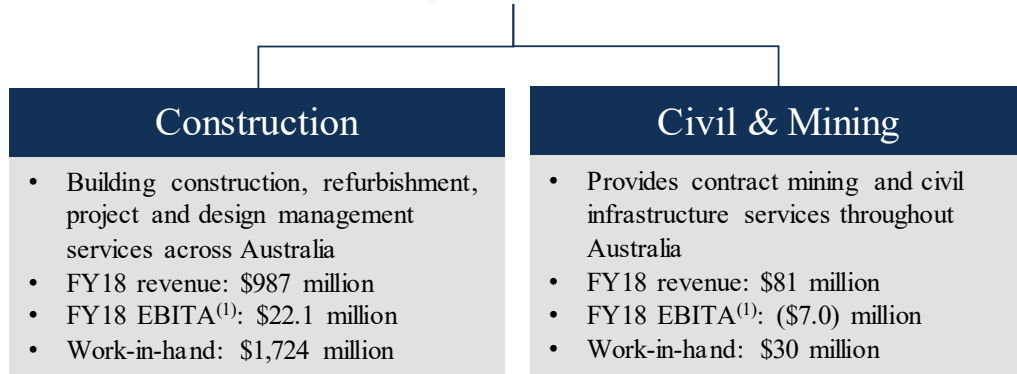 Construction
• Building construction, refurbishment,
project and design management
services across Australia
• FY18 revenue: $987 million
• FY18 EBITA(1): $22.1 million
• Work-in-hand: $1,724 million
Civil & Mining
• Provides contract mining and civil
infrastructure services throughout
Australia
• FY18 revenue: $81 million
• FY18 EBITA(1): ($7.0) million
• Work-in-hand: $30 million